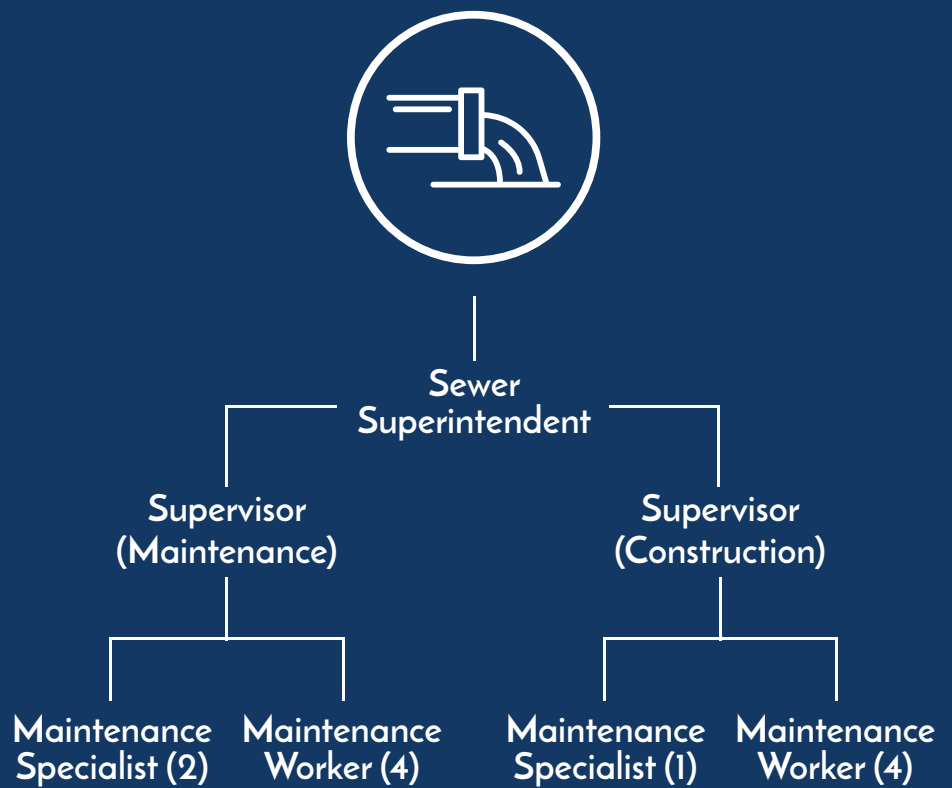 Sewer
Superintendent
Supervisor
(Maintenance)
Supervisor
(Construction)
Maintenance
Specialist (2)
Maintenance
Worker (4)
Maintenance
Specialist (1)
Maintenance
Worker (4)